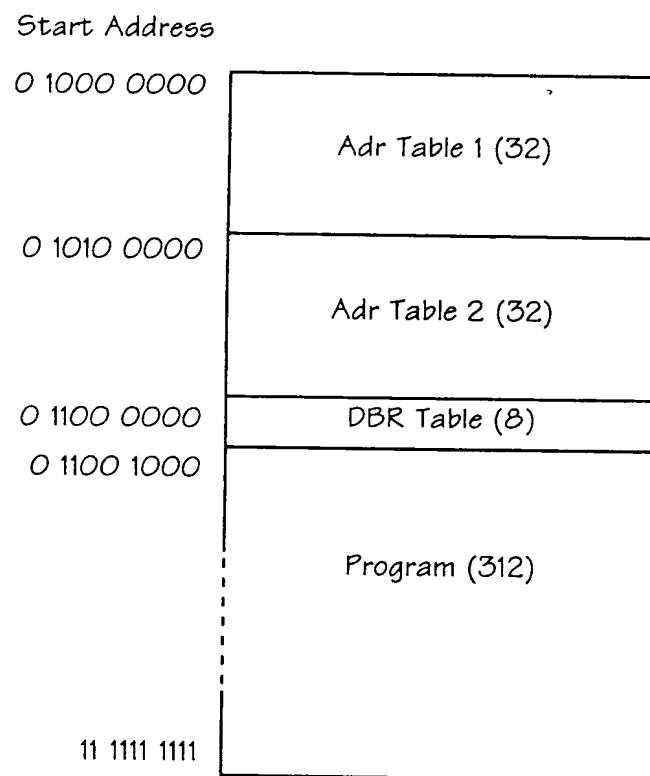 Start Address
0 1000 0000
Adr Table 1 (32)
0 1010 0000
Adr Table 2 (32)
0 1100 0000
DBR Table (8)
0 1100 1000
Program (312)
11 1111 1111